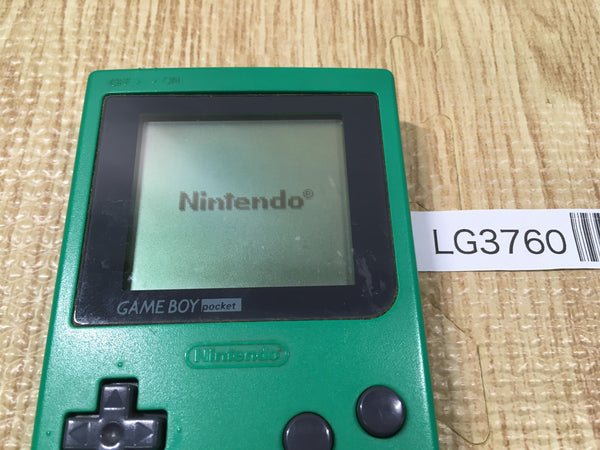 OFF ON
Nintendo®
LG3760
GAME BOY pocket
Nintendo®